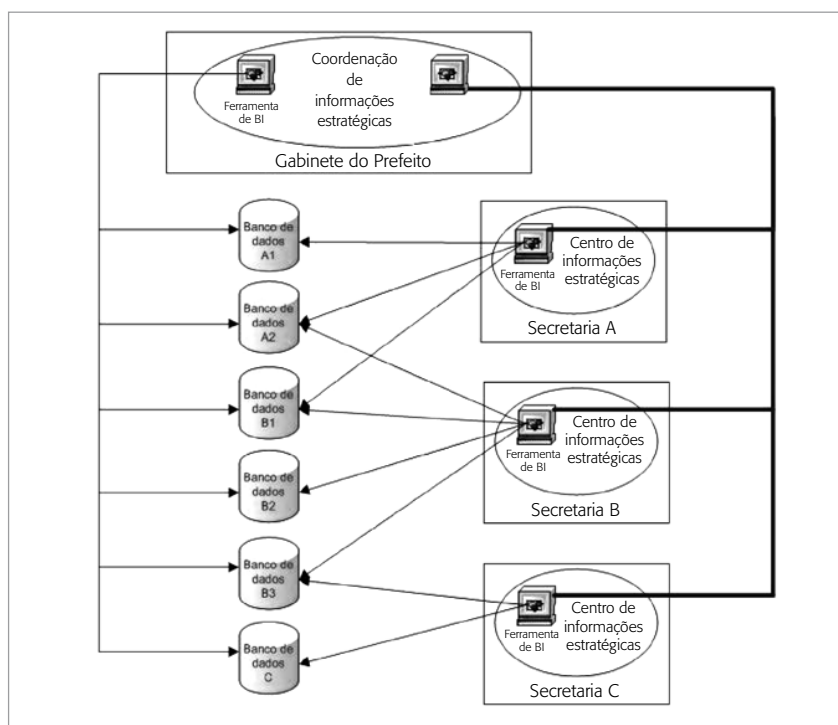 Coordenação
de
informações
estratégicas
Ferramenta
de BI
Gabinete do Prefeito
Banco de
dados
A1
Banco de
dados
A2
Banco de
dados
B1
Banco de
dados
B2
Banco de
dados
B3
Banco de
dados
C
Centro de
informações
estratégicas
Ferramenta
de BI
Secretaria A
Centro de
informações
estratégicas
Ferramenta
de BI
Secretaria B
Centro de
informações
estratégicas
Ferramenta
de BI
Secretaria C